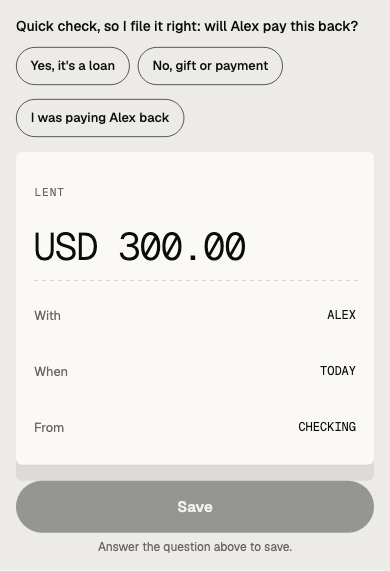 Quick check, so I file it right: will Alex pay this back?
Yes, it's a loan
No, gift or payment
I was paying Alex back
LENT
USD 300.00
With ALEX
When TODAY
From CHECKING
Save
Answer the question above to save.